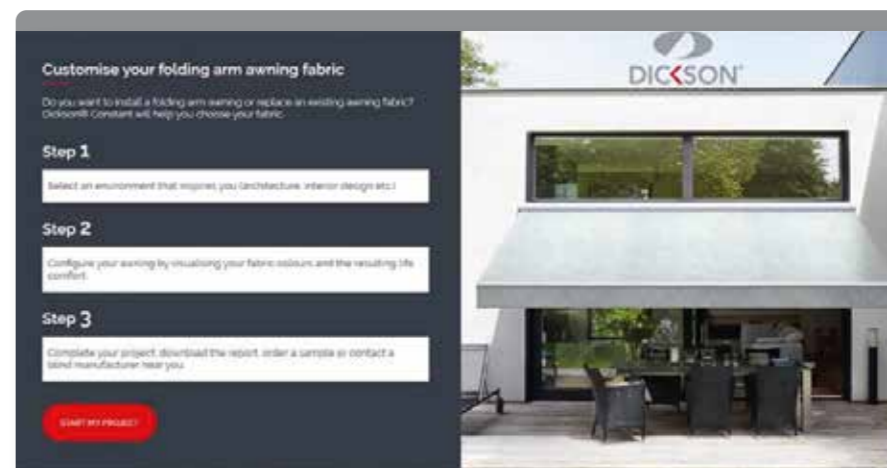 Customise your folding arm awning fabric
Do you want to install a folding arm awning or replace an existing awning fabric?
Dickson® Constant will help you choose your fabric.
Step 1
Select an environment that inspires you (architecture, interior design etc.)
Step 2
Configure your awning by visualising your fabric colours and the resulting life
comfort.
Step 3
Complete your project: download the report, order a sample or contact a
blind manufacturer near you.
START MY PROJECT
DICKSON®